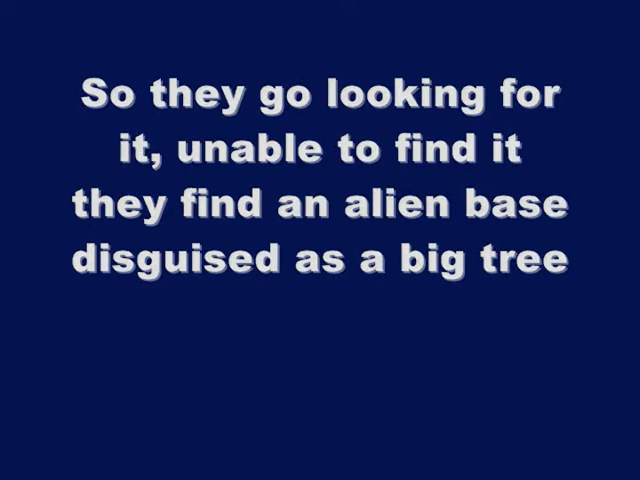 So they go looking for
it, unable to find it
they find an alien base
disguised as a big tree